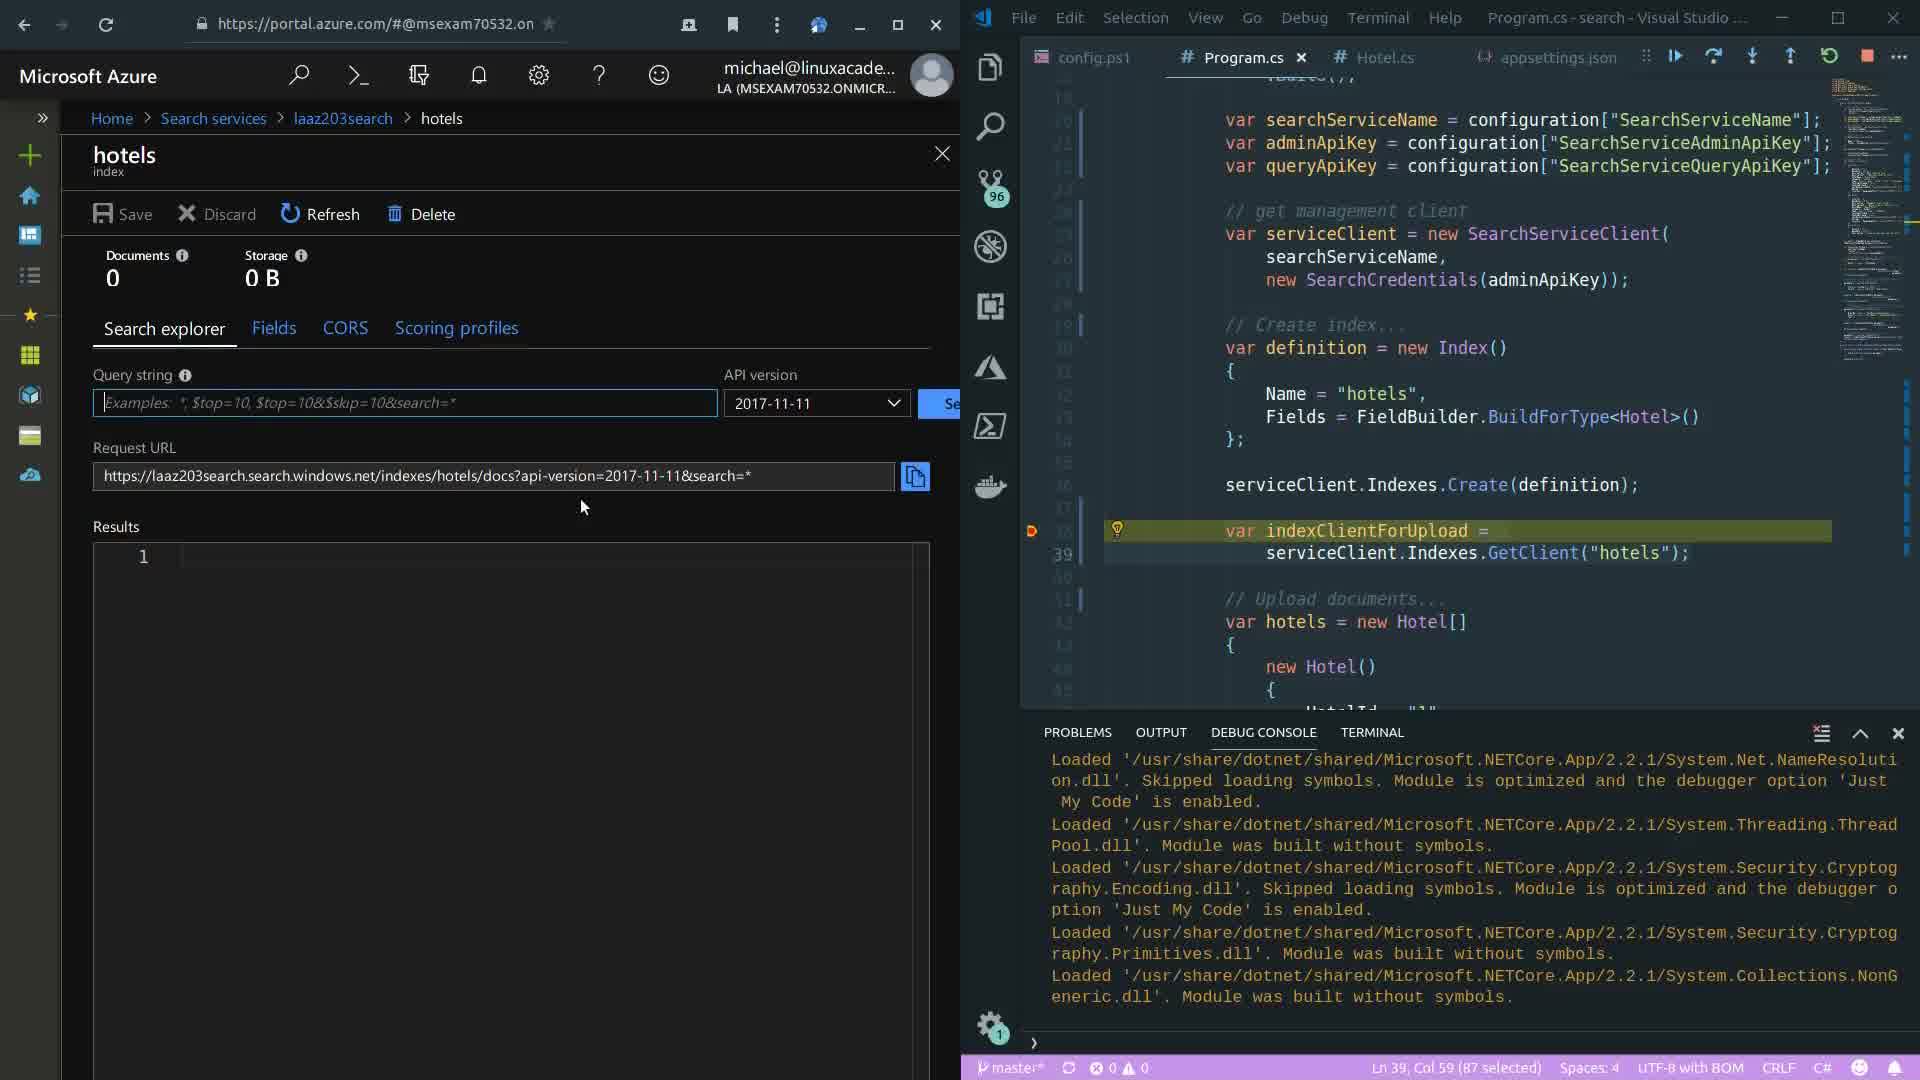 https://portal.azure.com/#@msexam70532.on
Microsoft Azure
michael@linuxacade...
LA (MSEXAM70532.ONMICR...
Home > Search services > laaz203search > hotels
hotels
index
Save Discard Refresh Delete
Documents Storage
0 0 B
Search explorer Fields CORS Scoring profiles
Query string API version
Examples: *, $top=10, $top=10&$skip=10&search=* 2017-11-11 Se
Request URL
https://laaz203search.search.windows.net/indexes/hotels/docs?api-version=2017-11-11&search=*
Results
1
File Edit Selection View Go Debug Terminal Help Program.cs - search - Visual Studio ...
config.ps1 # Program.cs # Hotel.cs {} appsettings.json
96
var searchServiceName = configuration["SearchServiceName"];
var adminApiKey = configuration["SearchServiceAdminApiKey"];
var queryApiKey = configuration["SearchServiceQueryApiKey"];
// get management client
var serviceClient = new SearchServiceClient(
searchServiceName,
new SearchCredentials(adminApiKey));
// Create index...
var definition = new Index()
{
Name = "hotels",
Fields = FieldBuilder.BuildForType<Hotel>()
};
serviceClient.Indexes.Create(definition);
var indexClientForUpload =
39 serviceClient.Indexes.GetClient("hotels");
// Upload documents...
var hotels = new Hotel[]
{
new Hotel()
{
PROBLEMS OUTPUT DEBUG CONSOLE TERMINAL
Loaded '/usr/share/dotnet/shared/Microsoft.NETCore.App/2.2.1/System.Net.NameResoluti
on.dll'. Skipped loading symbols. Module is optimized and the debugger option 'Just
My Code' is enabled.
Loaded '/usr/share/dotnet/shared/Microsoft.NETCore.App/2.2.1/System.Threading.Thread
Pool.dll'. Module was built without symbols.
Loaded '/usr/share/dotnet/shared/Microsoft.NETCore.App/2.2.1/System.Security.Cryptog
raphy.Encoding.dll'. Skipped loading symbols. Module is optimized and the debugger o
ption 'Just My Code' is enabled.
Loaded '/usr/share/dotnet/shared/Microsoft.NETCore.App/2.2.1/System.Security.Cryptog
raphy.Primitives.dll'. Module was built without symbols.
Loaded '/usr/share/dotnet/shared/Microsoft.NETCore.App/2.2.1/System.Collections.NonG
eneric.dll'. Module was built without symbols.
1
master* 0 0 Ln 39, Col 59 (87 selected) Spaces: 4 UTF-8 with BOM CRLF C#